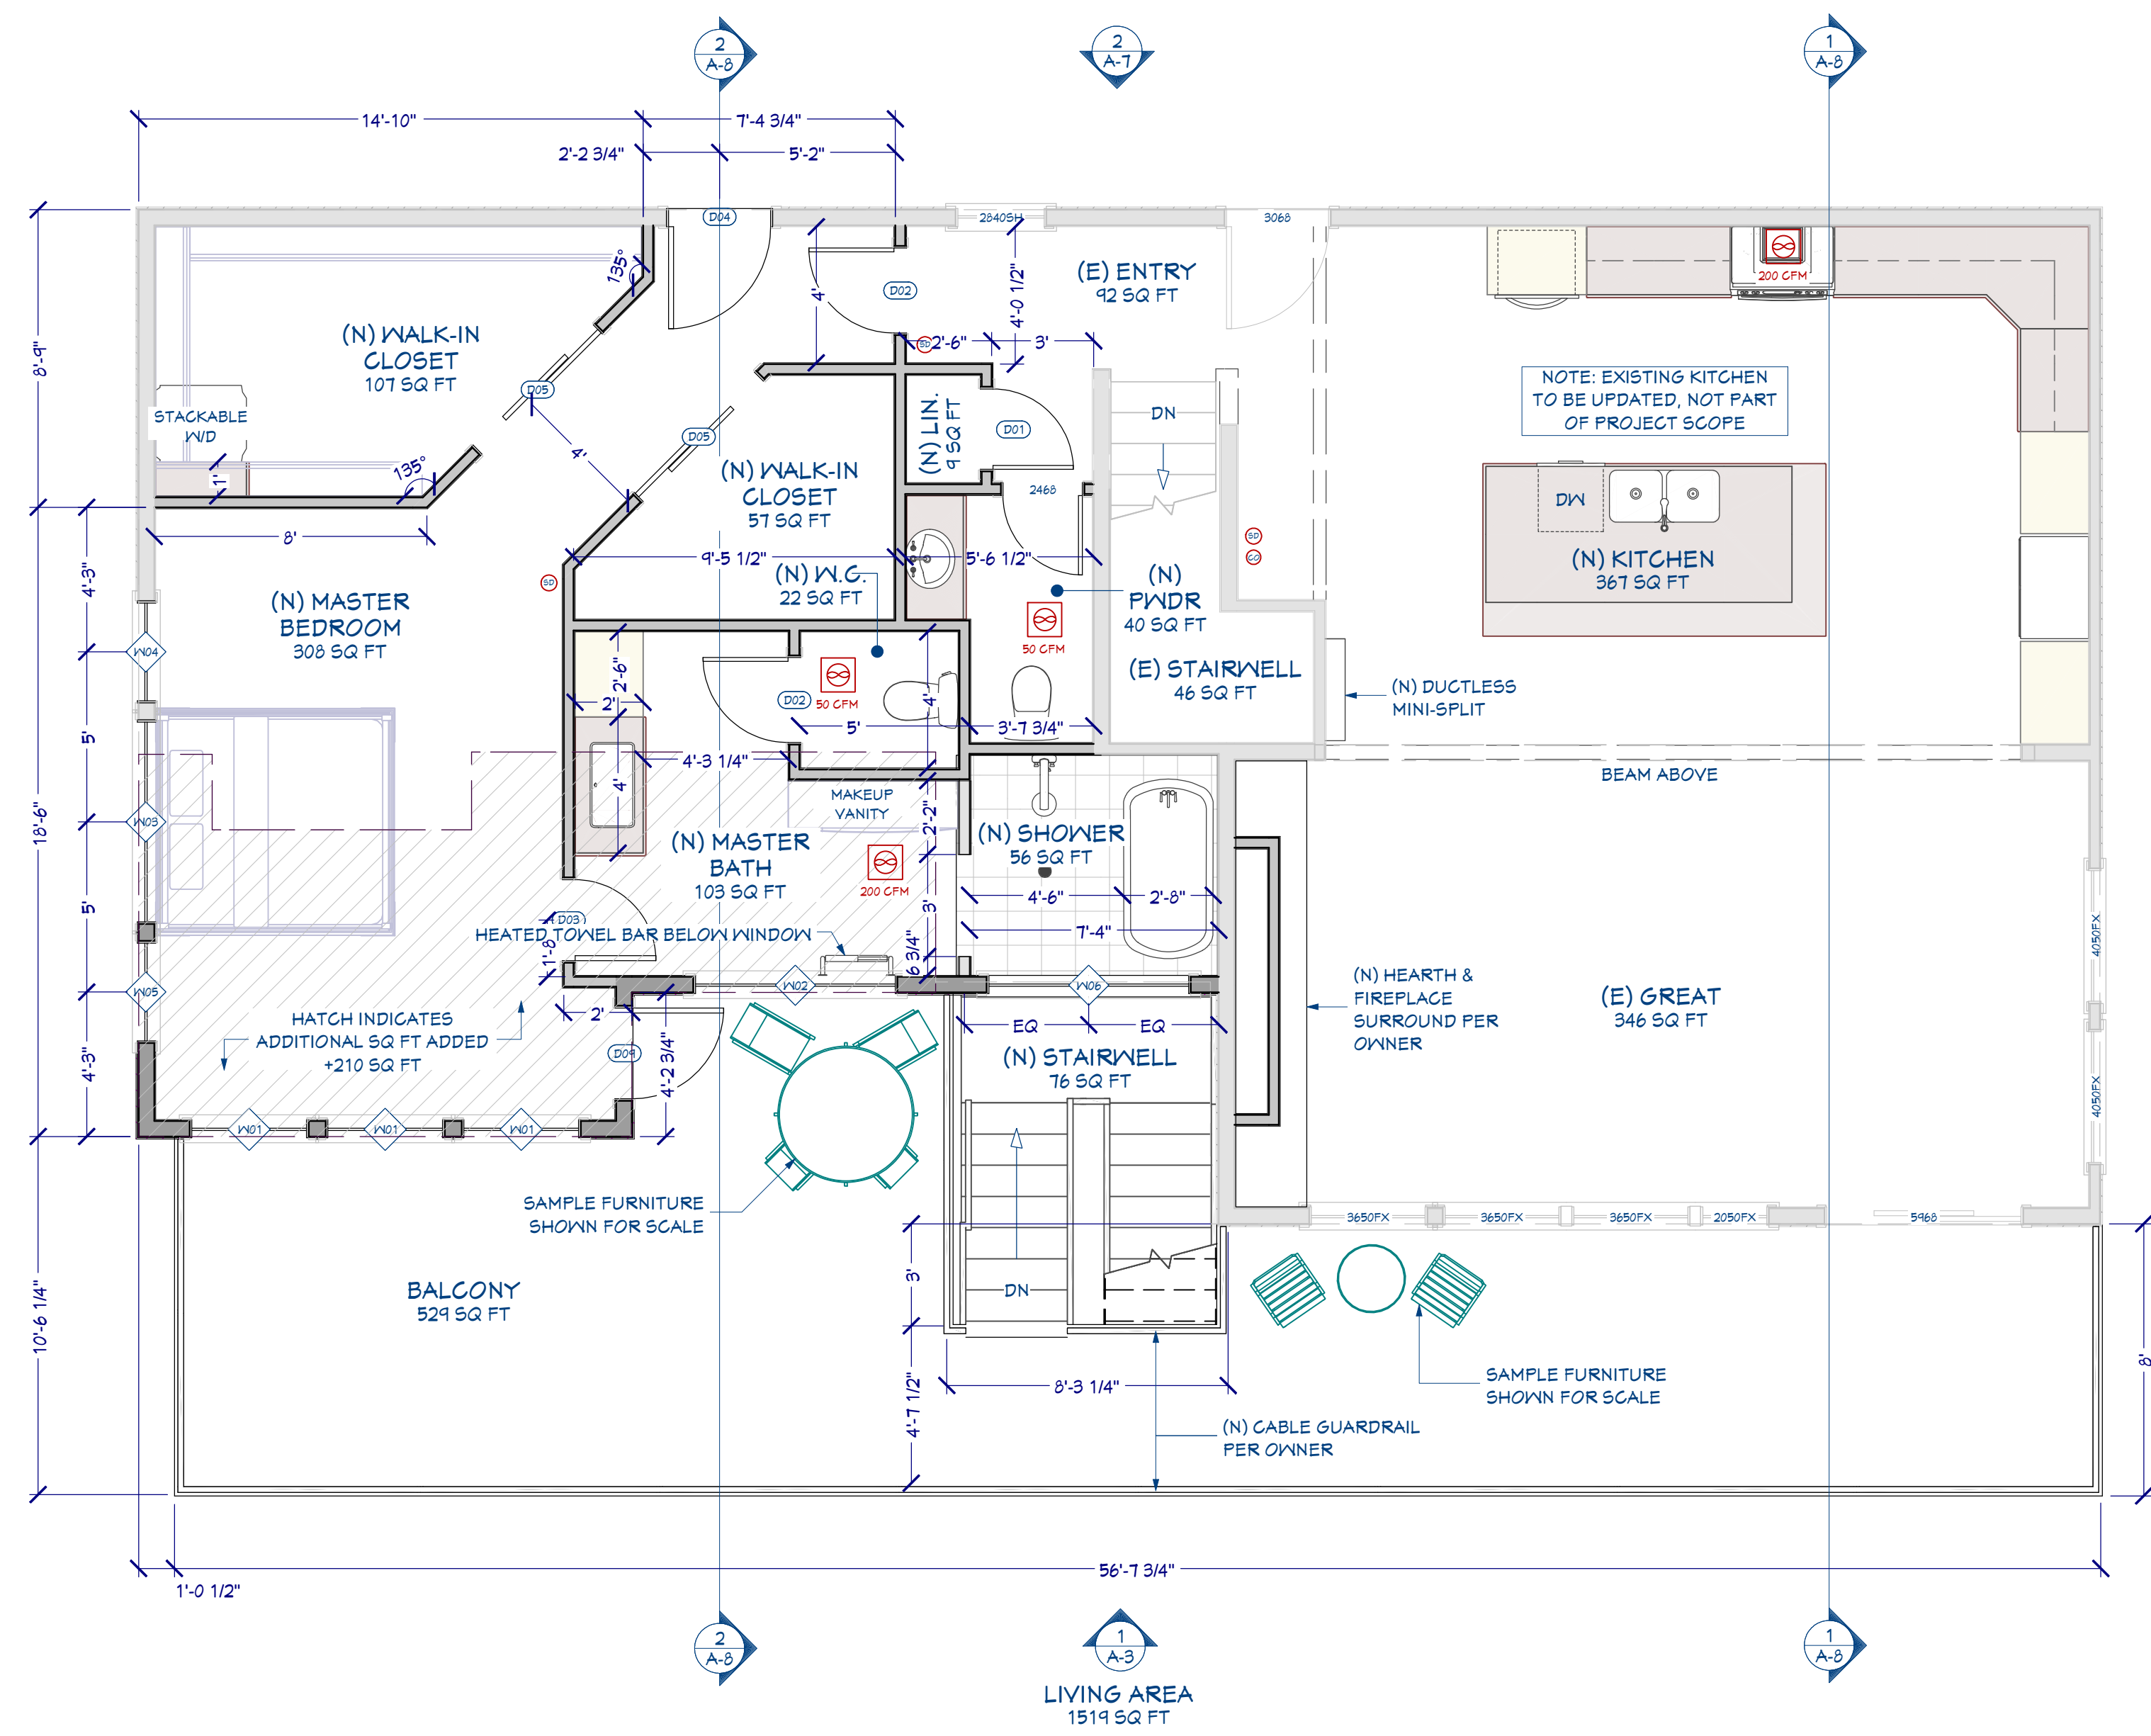 2
A-8
2
A-7
1
A-8
14'-10"
7'-4 3/4"
2'-2 3/4"
5'-2"
D04
2840SH
3068
135°
4'
D02
4'-0 1/2"
(E) ENTRY
92 SQ FT
200 CFM
8'-9"
(N) WALK-IN
CLOSET
107 SQ FT
SD
2'-6"
3'
D05
STACKABLE
W/D
1'
135°
4'
D05
(N) LIN.
9 SQ FT
D01
DN
NOTE: EXISTING KITCHEN
TO BE UPDATED, NOT PART
OF PROJECT SCOPE
(N) WALK-IN
CLOSET
57 SQ FT
2468
DW
8'
SD
CO
9'-5 1/2"
5'-6 1/2"
(N) KITCHEN
367 SQ FT
4'-3"
SD
(N) W.C.
22 SQ FT
(N)
PWDR
40 SQ FT
(N) MASTER
BEDROOM
308 SQ FT
W04
50 CFM
2'-6"
2'
D02
50 CFM
4'
(E) STAIRWELL
46 SQ FT
(N) DUCTLESS
MINI-SPLIT
5'
5'
3'-7 3/4"
4'-3 1/4"
4'
BEAM ABOVE
MAKEUP
VANITY
18'-6"
W03
2'-2"
(N) MASTER
BATH
103 SQ FT
200 CFM
(N) SHOWER
56 SQ FT
4'-6"
2'-8"
5'
3'
7'-4"
D03
HEATED TOWEL BAR BELOW WINDOW
1'-8"
6 3/4"
4050FX
W05
W02
W06
(N) HEARTH &
FIREPLACE
SURROUND PER
OWNER
(E) GREAT
346 SQ FT
2'
EQ
EQ
HATCH INDICATES
ADDITIONAL SQ FT ADDED
+210 SQ FT
D09
4'-2 3/4"
4'-3"
(N) STAIRWELL
76 SQ FT
4050FX
W01
W01
W01
SAMPLE FURNITURE
SHOWN FOR SCALE
3650FX
3650FX
3650FX
2050FX
5968
BALCONY
529 SQ FT
3'
DN
10'-6 1/4"
8'
8'-3 1/4"
4'-7 1/2"
SAMPLE FURNITURE
SHOWN FOR SCALE
(N) CABLE GUARDRAIL
PER OWNER
56'-7 3/4"
1'-0 1/2"
2
A-8
1
A-3
1
A-8
LIVING AREA
1519 SQ FT